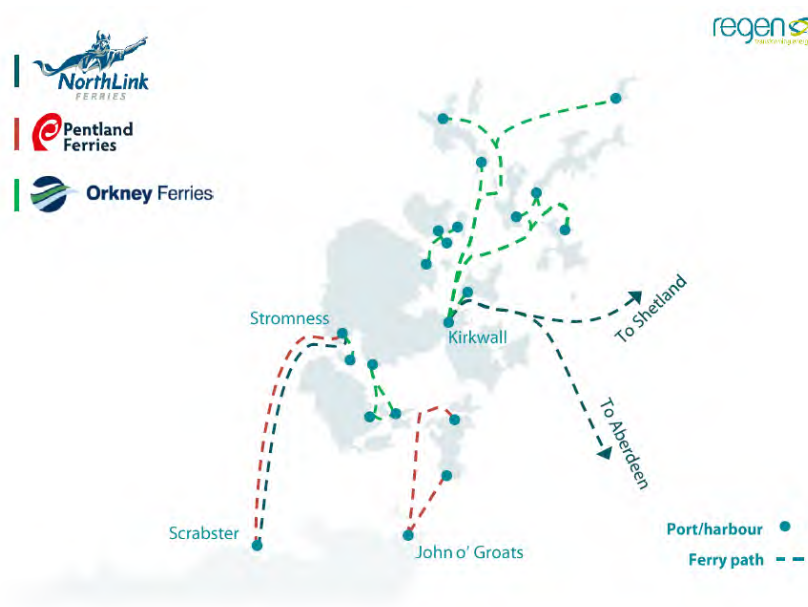 regen
NorthLink
FERRIES
Pentland
Ferries
Orkney Ferries
Stromness
Kirkwall
To Shetland
To Aberdeen
Scrabster
John o' Groats
Port/harbour
Ferry path